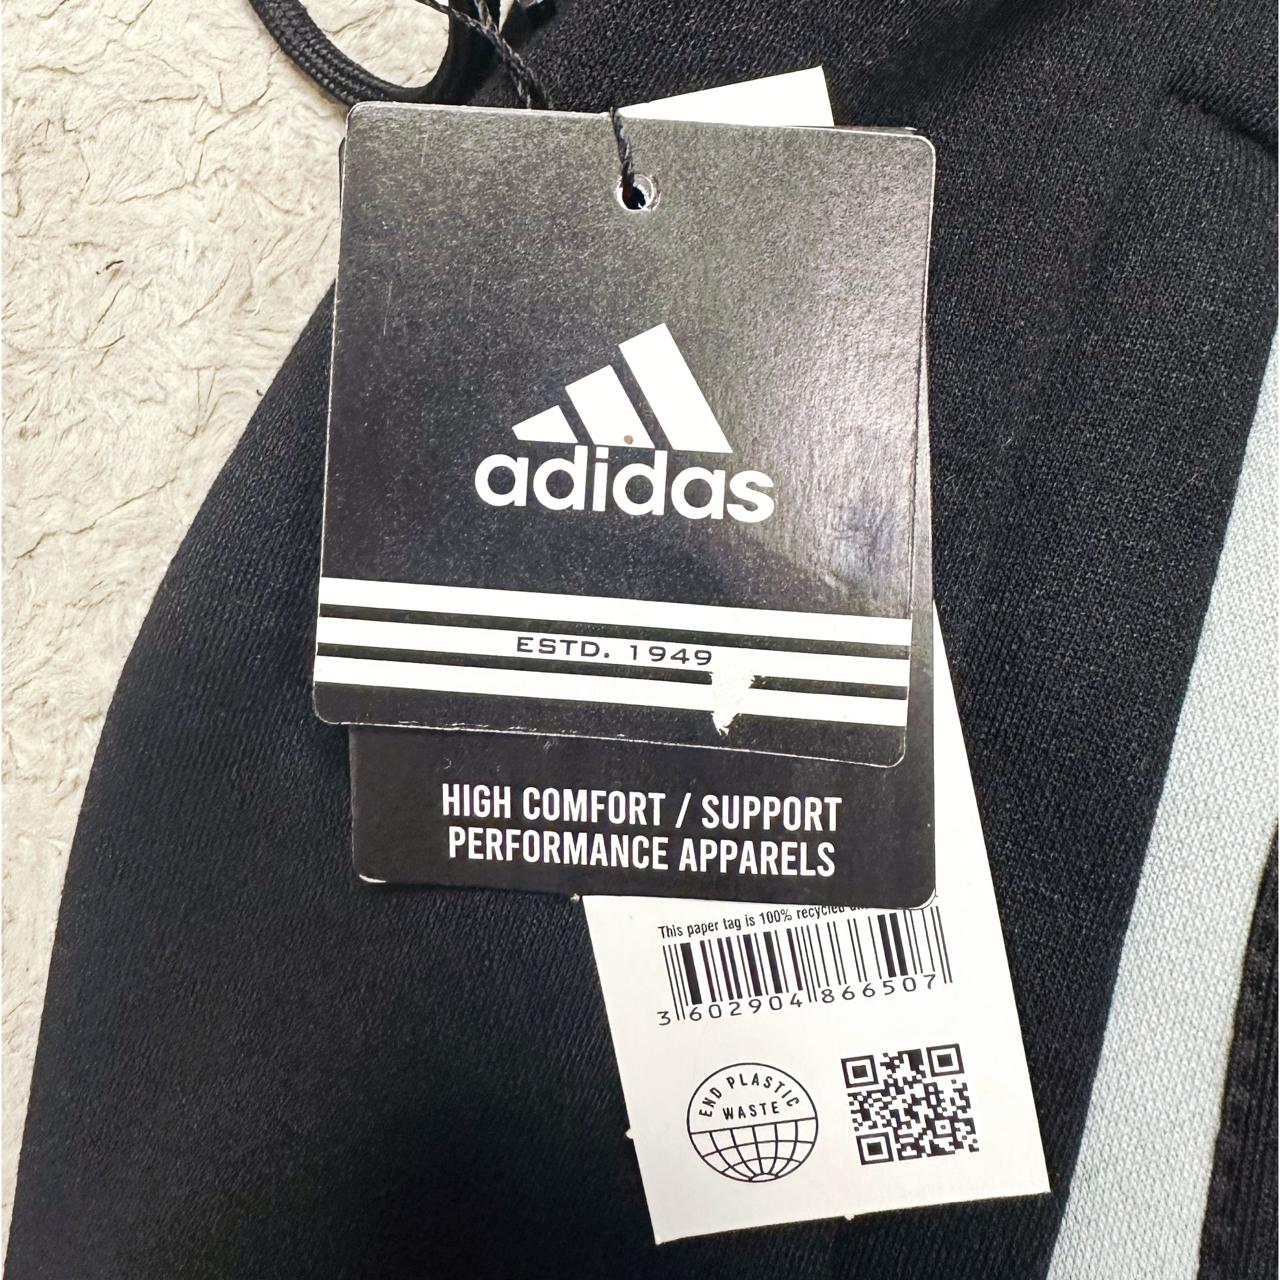 adidas
ESTD. 1949
HIGH COMFORT / SUPPORT
PERFORMANCE APPARELS
This paper tag is 100% recycled
3 602904 866507
END PLASTIC
WASTE